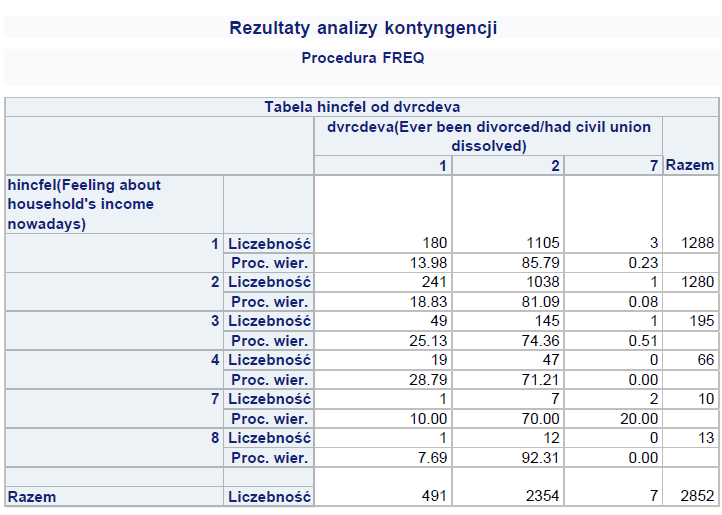 Rezultaty analizy kontyngencji
Procedura FREQ
Tabela hincfel od dvrcdeva
dvrcdeva(Ever been divorced/had civil union
dissolved)
1 2 7 Razem
hincfel(Feeling about
household's income
nowadays)
1 Liczebność 180 1105 3 1288
Proc. wier. 13.98 85.79 0.23
2 Liczebność 241 1038 1 1280
Proc. wier. 18.83 81.09 0.08
3 Liczebność 49 145 1 195
Proc. wier. 25.13 74.36 0.51
4 Liczebność 19 47 0 66
Proc. wier. 28.79 71.21 0.00
7 Liczebność 1 7 2 10
Proc. wier. 10.00 70.00 20.00
8 Liczebność 1 12 0 13
Proc. wier. 7.69 92.31 0.00
Razem Liczebność 491 2354 7 2852